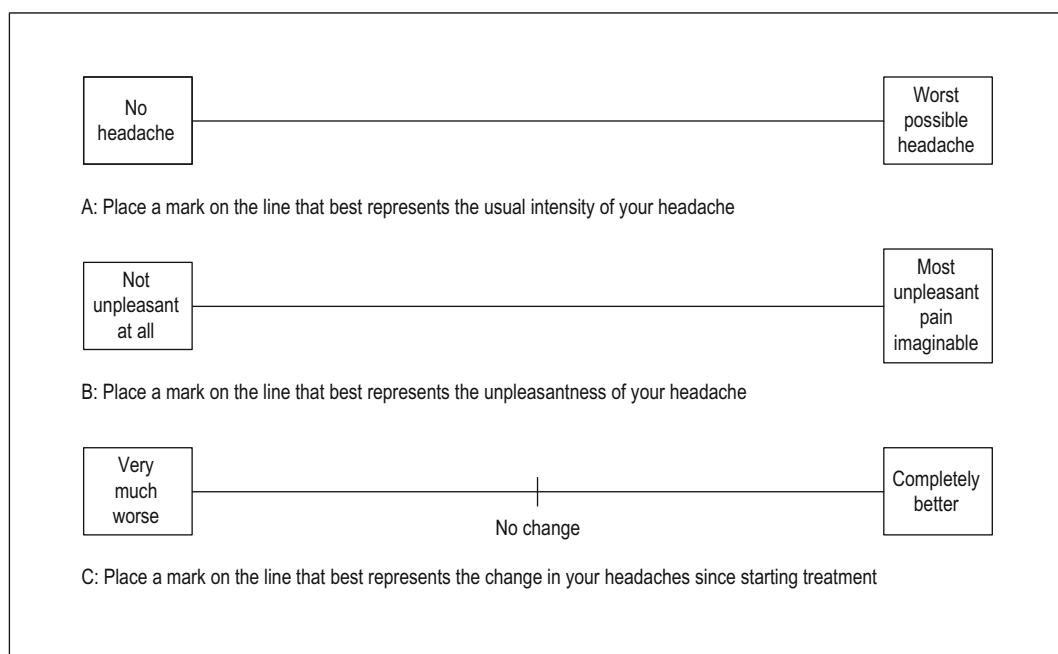 No
headache
Worst
possible
headache
A: Place a mark on the line that best represents the usual intensity of your headache
Not
unpleasant
at all
Most
unpleasant
pain
imaginable
B: Place a mark on the line that best represents the unpleasantness of your headache
Very
much
worse
No change
Completely
better
C: Place a mark on the line that best represents the change in your headaches since starting treatment